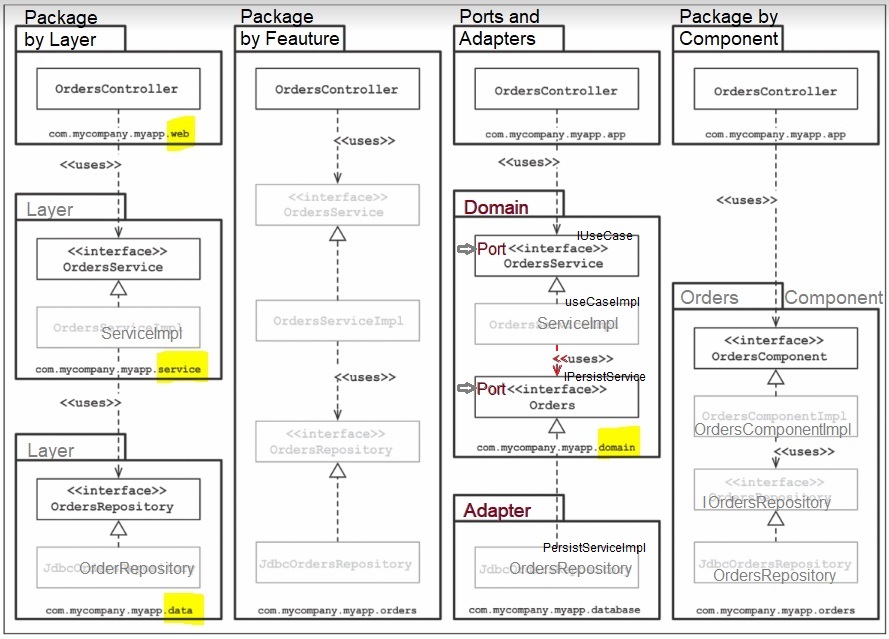 Package
by Layer
OrdersController
com.mycompany.myapp.web
<<uses>>
Layer
<<interface>>
OrdersService
OrdersServiceImpl
ServiceImpl
com.mycompany.myapp.service
<<uses>>
Layer
<<interface>>
OrdersRepository
JdbcOrdersRepository
OrderRepository
com.mycompany.myapp.data
Package
by Feauture
OrdersController
<<uses>>
<<interface>>
OrdersService
OrdersServiceImpl
<<uses>>
<<interface>>
OrdersRepository
JdbcOrdersRepository
com.mycompany.myapp.orders
Ports and
Adapters
OrdersController
com.mycompany.myapp.app
<<uses>>
Domain
IUseCase
Port
<<interface>>
OrdersService
useCaseImpl
OrdersServiceImpl
ServiceImpl
<<uses>>
IPersistService
Port
<<interface>>
Orders
com.mycompany.myapp.domain
Adapter
PersistServiceImpl
JdbcOrdersRepository
OrdersRepository
com.mycompany.myapp.database
Package by
Component
OrdersController
com.mycompany.myapp.app
<<uses>>
Orders Component
<<interface>>
OrdersComponent
OrdersComponentImpl
OrdersComponentImpl
<<uses>>
<<interface>>
OrdersRepository
IOrdersRepository
JdbcOrdersRepository
OrdersRepository
com.mycompany.myapp.orders